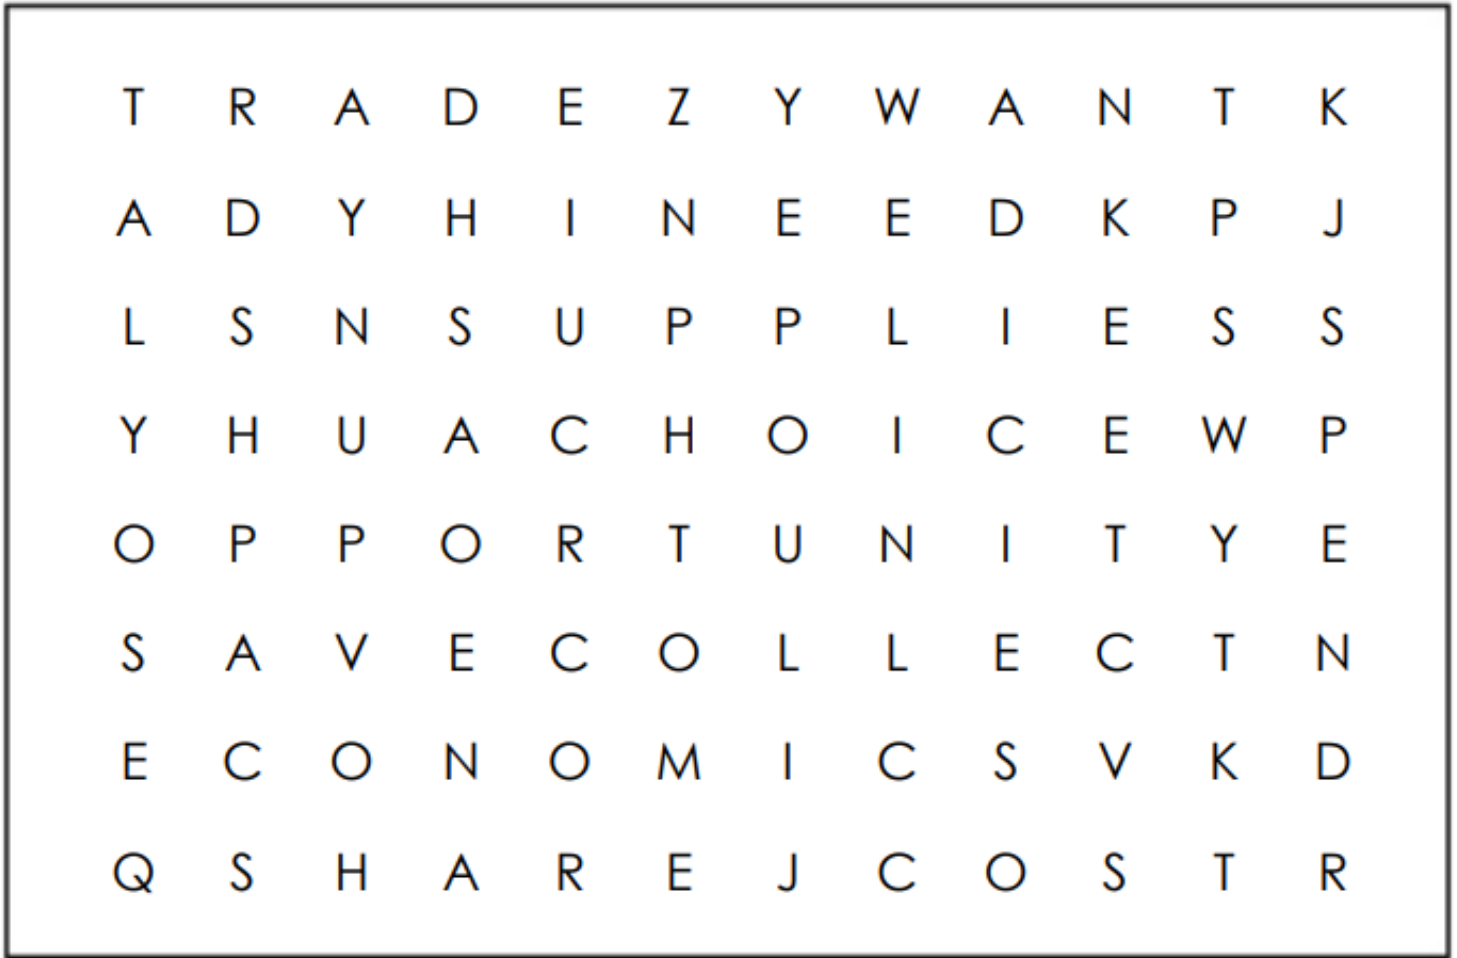 T R A D E Z Y W A N T K
A D Y H I N E E D K P J
L S N S U P P L I E S S
Y H U A C H O I C E W P
O P P O R T U N I T Y E
S A V E C O L L E C T N
E C O N O M I C S V K D
Q S H A R E J C O S T R